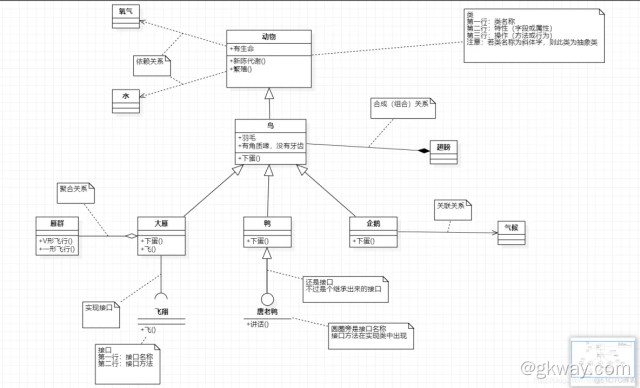 氧气
动物
+有生命
+新陈代谢()
+繁殖()
类
第一行：类名称
第二行：特性（字段或属性）
第三行：操作（方法或行为）
注意：若类名称为斜体字，则此类为抽象类
依赖关系
水
合成（组合）关系
鸟
+羽毛
+有角质喙，没有牙齿
+下蛋()
翅膀
聚合关系
关联关系
雁群
+V形飞行()
+一形飞行()
大雁
+下蛋()
+飞()
鸭
+下蛋()
企鹅
+下蛋()
气候
还是接口
不过是个继承出来的接口
实现接口
飞翔
+飞()
唐老鸭
+讲话()
圆圈旁是接口名称
接口方法在实现类中出现
接口
第一行：接口名称
第二行：接口方法
@gkway.com